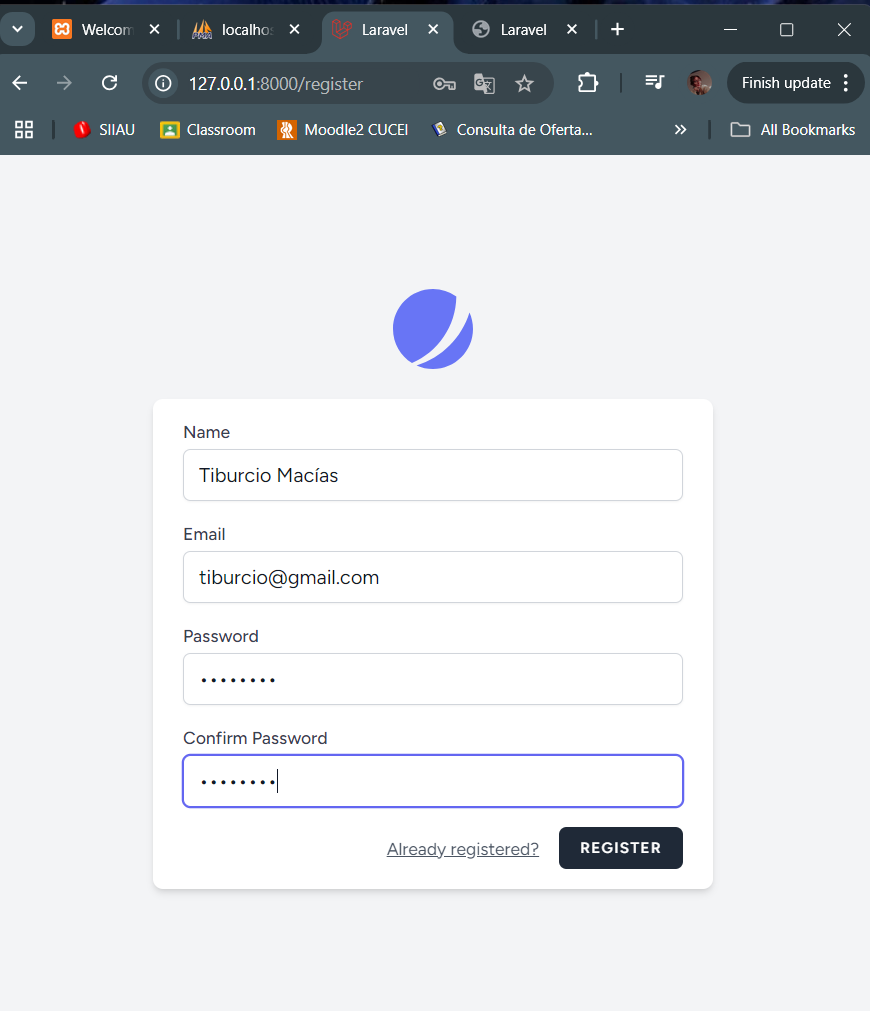 Welcom
localhos
Laravel
Laravel
127.0.0.1:8000/register
Finish update
SIIAU
Classroom
Moodle2 CUCEI
Consulta de Oferta...
All Bookmarks
Name
Tiburcio Macías
Email
tiburcio@gmail.com
Password
••••••••
Confirm Password
••••••••
Already registered?
REGISTER